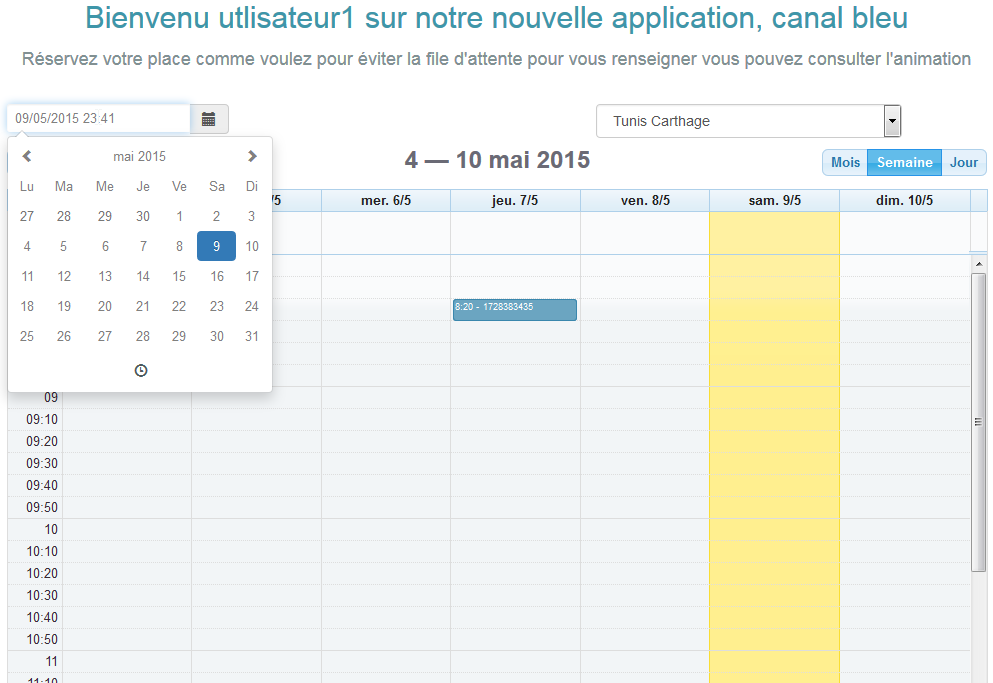 Bienvenu utlisateur1 sur notre nouvelle application, canal bleu
Réservez votre place comme voulez pour éviter la file d'attente pour vous renseigner vous pouvez consulter l'animation
09/05/2015 23:41
Tunis Carthage
mai 2015
Lu Ma Me Je Ve Sa Di
27 28 29 30 1 2 3
4 5 6 7 8 9 10
11 12 13 14 15 16 17
18 19 20 21 22 23 24
25 26 27 28 29 30 31
4 — 10 mai 2015
Mois Semaine Jour
/5 mer. 6/5 jeu. 7/5 ven. 8/5 sam. 9/5 dim. 10/5
8:20 - 1728383435
09
09:10
09:20
09:30
09:40
09:50
10
10:10
10:20
10:30
10:40
10:50
11
11:10